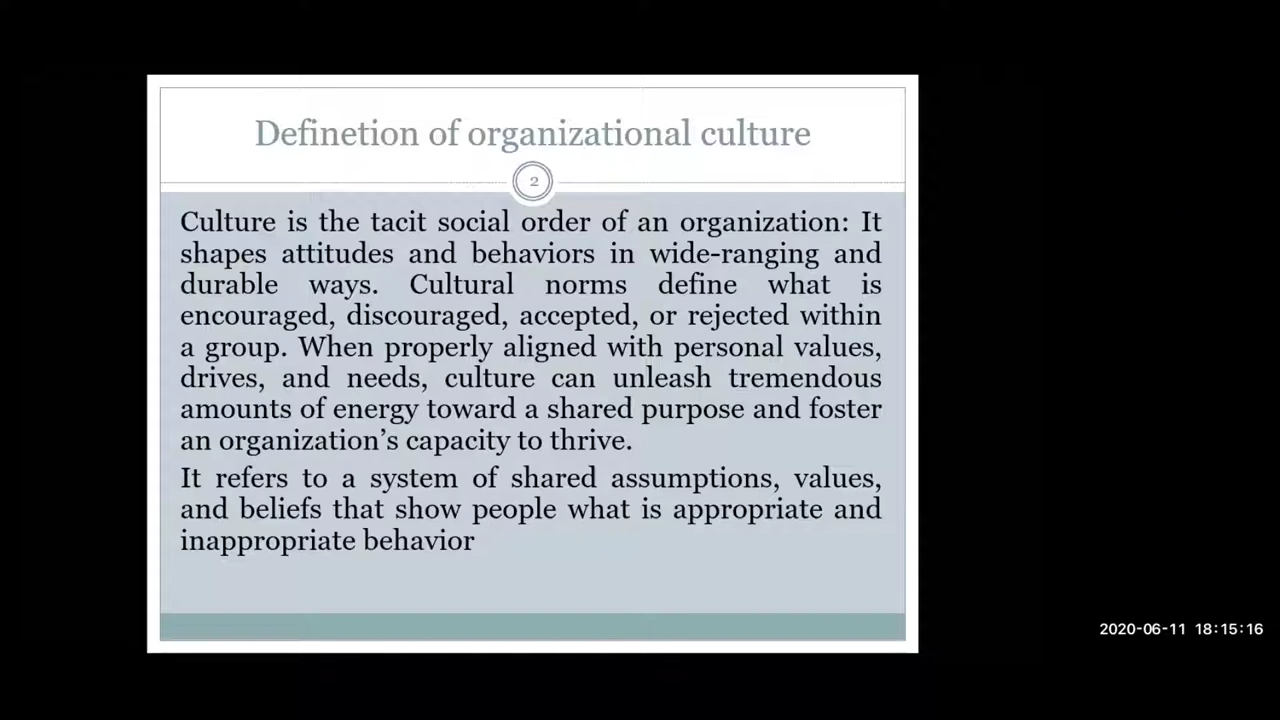 Definetion of organizational culture
2
Culture is the tacit social order of an organization: It
shapes attitudes and behaviors in wide-ranging and
durable ways. Cultural norms define what is
encouraged, discouraged, accepted, or rejected within
a group. When properly aligned with personal values,
drives, and needs, culture can unleash tremendous
amounts of energy toward a shared purpose and foster
an organization’s capacity to thrive.
It refers to a system of shared assumptions, values,
and beliefs that show people what is appropriate and
inappropriate behavior
2020-06-11 18:15:16